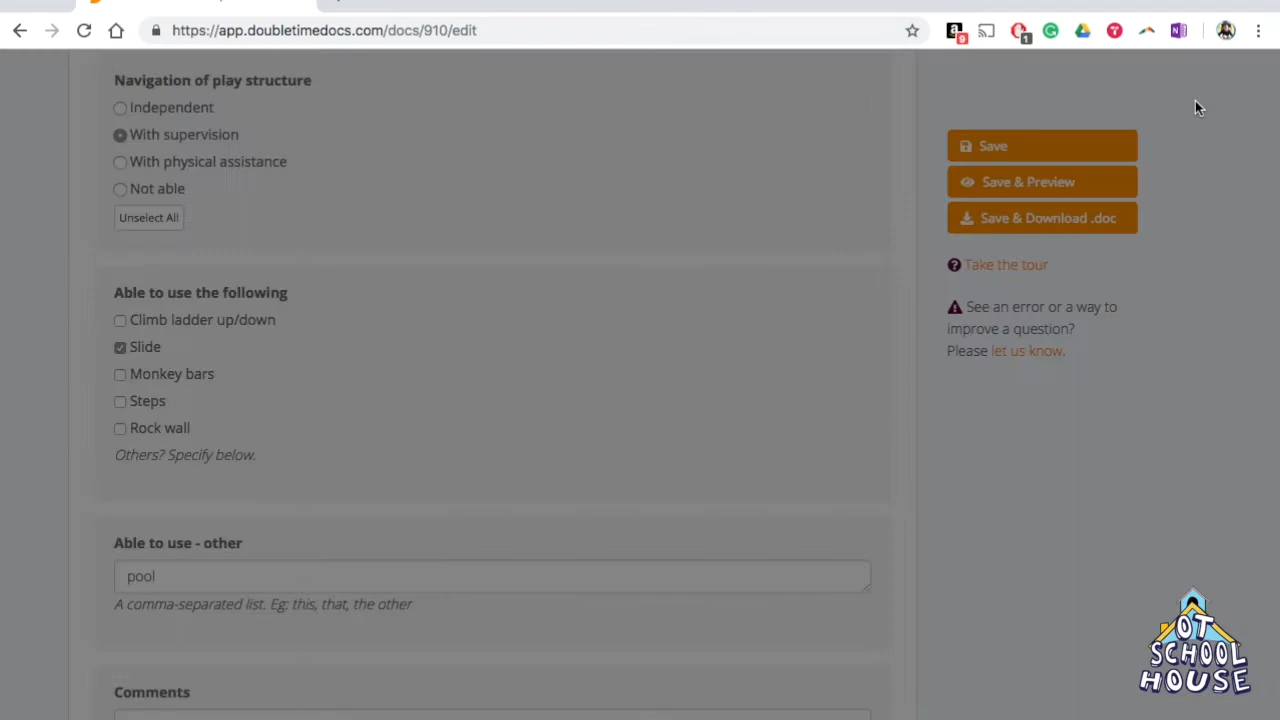 https://app.doubletimedocs.com/docs/910/edit
9
1
Navigation of play structure
Independent
With supervision
With physical assistance
Not able
Unselect All
Able to use the following
Climb ladder up/down
Slide
Monkey bars
Steps
Rock wall
Others? Specify below.
Able to use - other
pool
A comma-separated list. Eg: this, that, the other
Comments
Save
Save & Preview
Save & Download .doc
Take the tour
See an error or a way to
improve a question?
Please let us know.
OT
SCHOOL
HOUSE